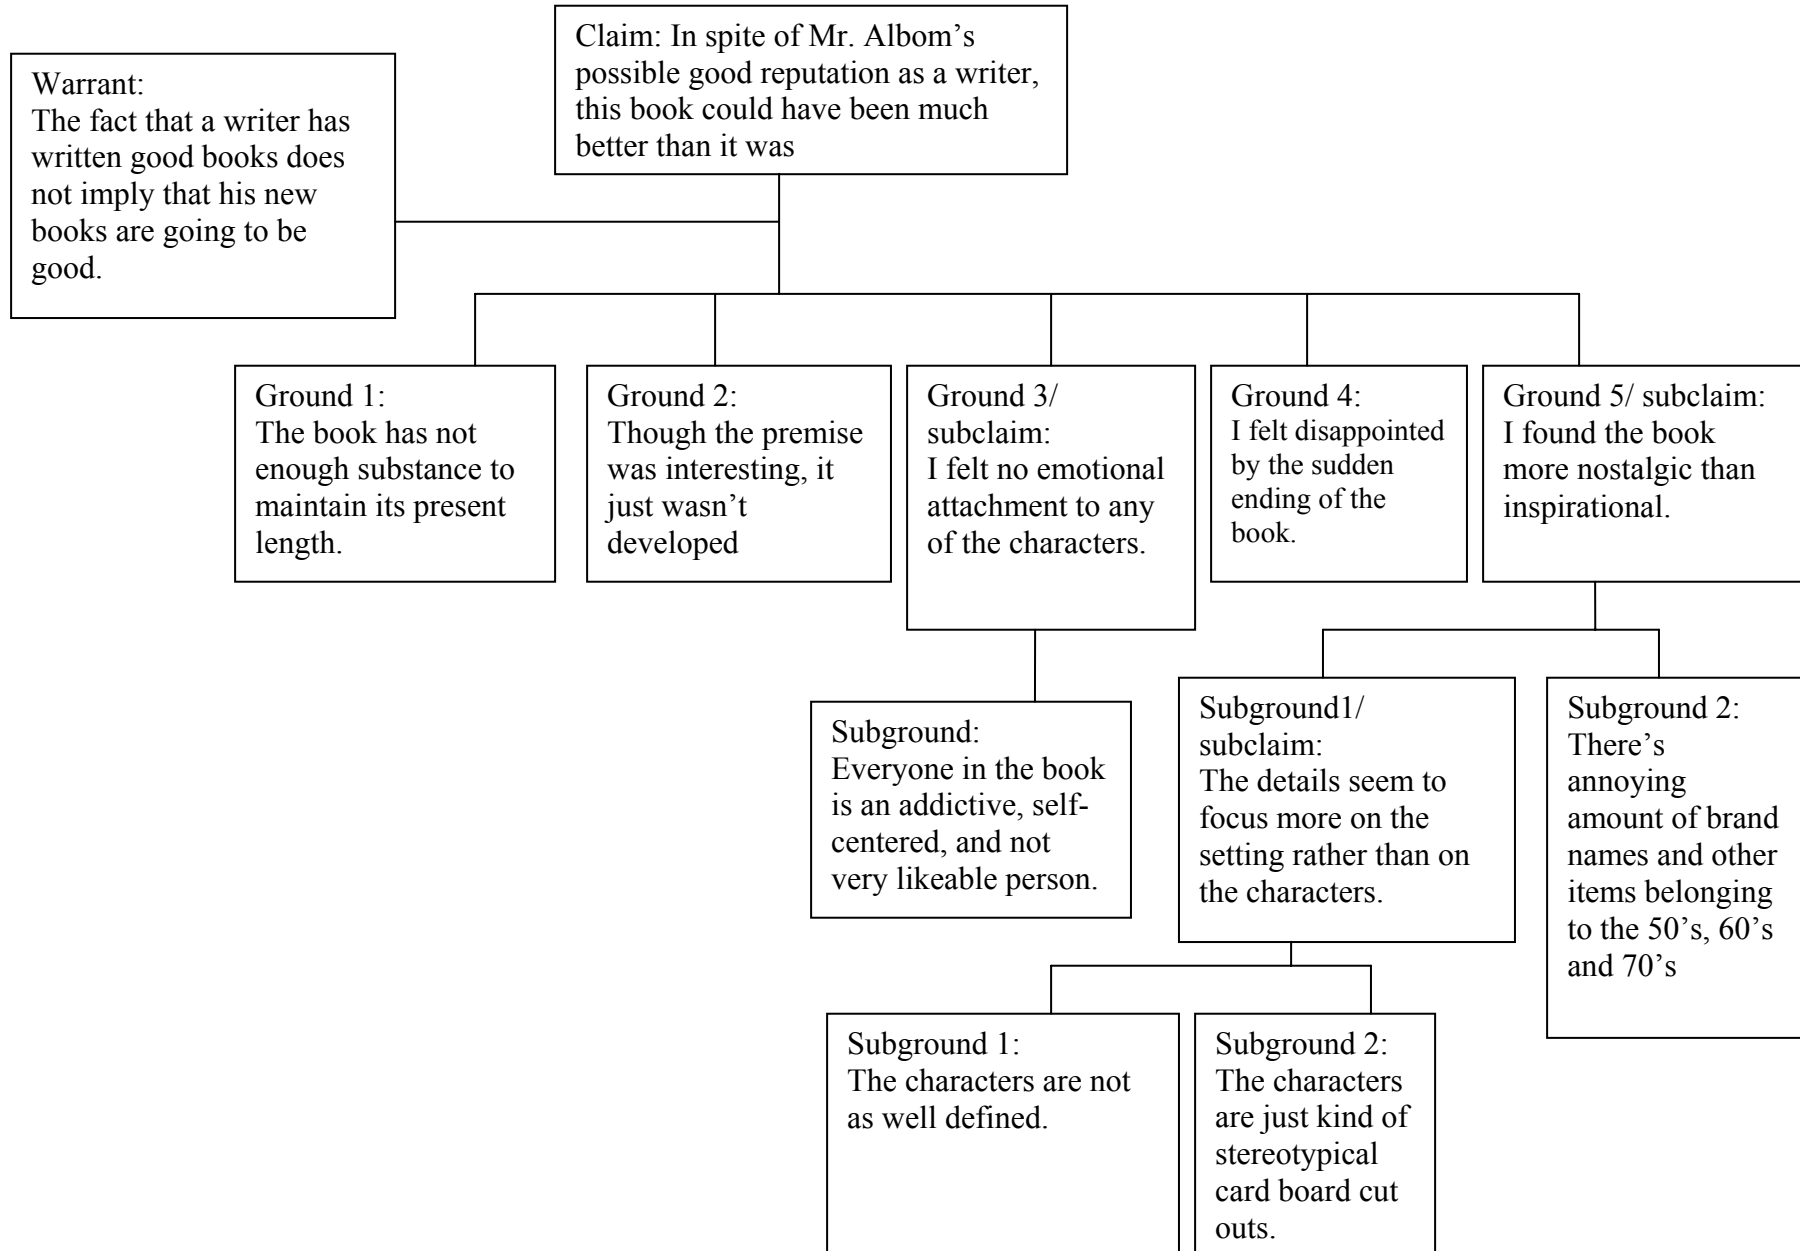 Claim: In spite of Mr. Albom’s
possible good reputation as a writer,
this book could have been much
better than it was
Warrant:
The fact that a writer has
written good books does
not imply that his new
books are going to be
good.
Ground 1:
The book has not
enough substance to
maintain its present
length.
Ground 2:
Though the premise
was interesting, it
just wasn’t
developed
Ground 3/
subclaim:
I felt no emotional
attachment to any
of the characters.
Ground 4:
I felt disappointed
by the sudden
ending of the
book.
Ground 5/ subclaim:
I found the book
more nostalgic than
inspirational.
Subground:
Everyone in the book
is an addictive, self-
centered, and not
very likeable person.
Subground1/
subclaim:
The details seem to
focus more on the
setting rather than on
the characters.
Subground 2:
There’s
annoying
amount of brand
names and other
items belonging
to the 50’s, 60’s
and 70’s
Subground 1:
The characters are not
as well defined.
Subground 2:
The characters
are just kind of
stereotypical
card board cut
outs.